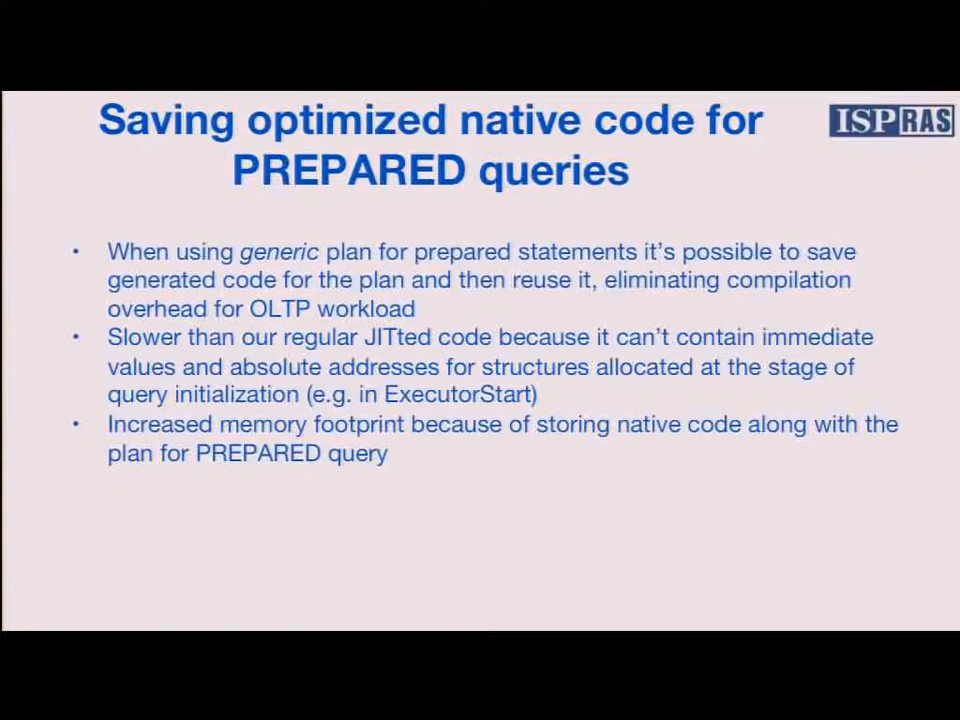 Saving optimized native code for
PREPARED queries
ISPRAS
• When using generic plan for prepared statements it's possible to save
generated code for the plan and then reuse it, eliminating compilation
overhead for OLTP workload
• Slower than our regular JITted code because it can't contain immediate
values and absolute addresses for structures allocated at the stage of
query initialization (e.g. in ExecutorStart)
• Increased memory footprint because of storing native code along with the
plan for PREPARED query